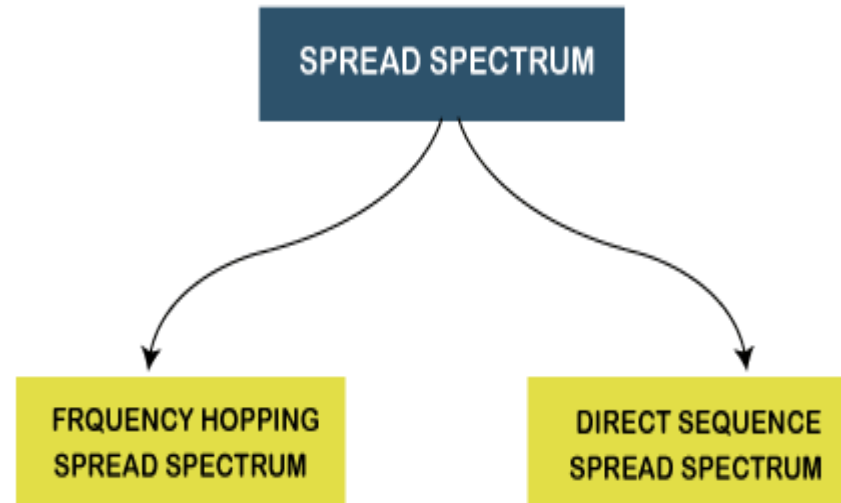 SPREAD SPECTRUM
FRQUENCY HOPPING
SPREAD SPECTRUM
DIRECT SEQUENCE
SPREAD SPECTRUM